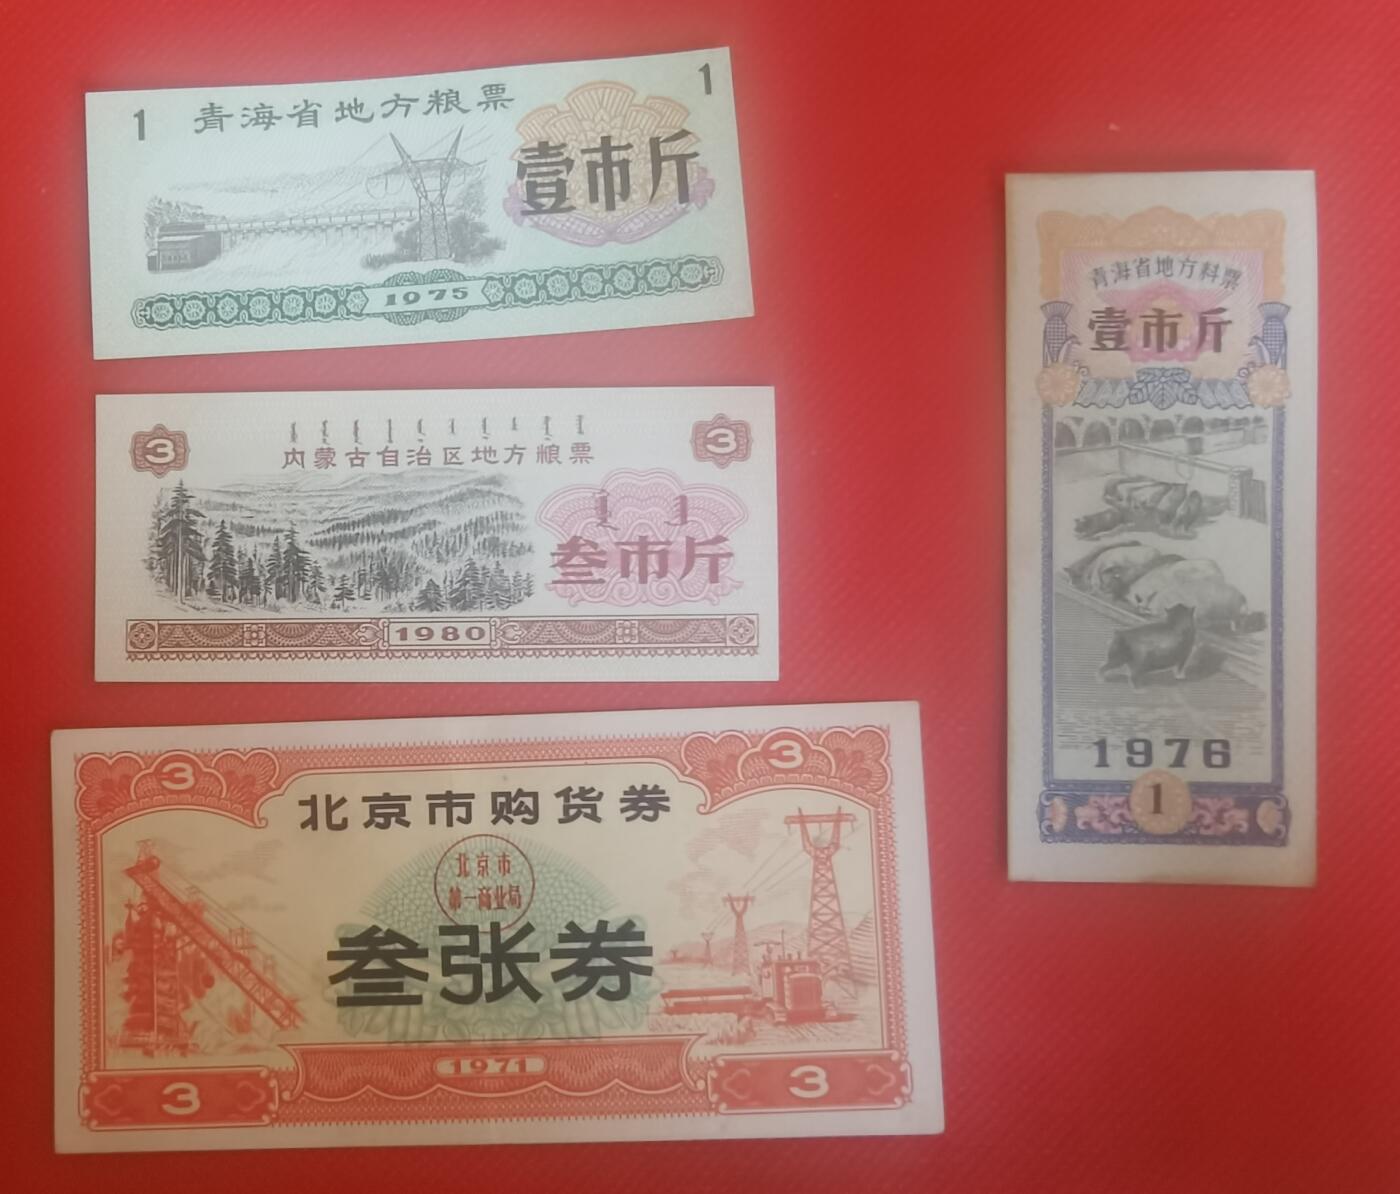 1
青海省地方粮票
1
壹市斤
1975
3
内蒙古自治区地方粮票
3
叁市斤
1980
3
3
北京市购货券
北京市
第一商业局
叁张券
1971
3
3
青海省地方料票
壹市斤
1976
1